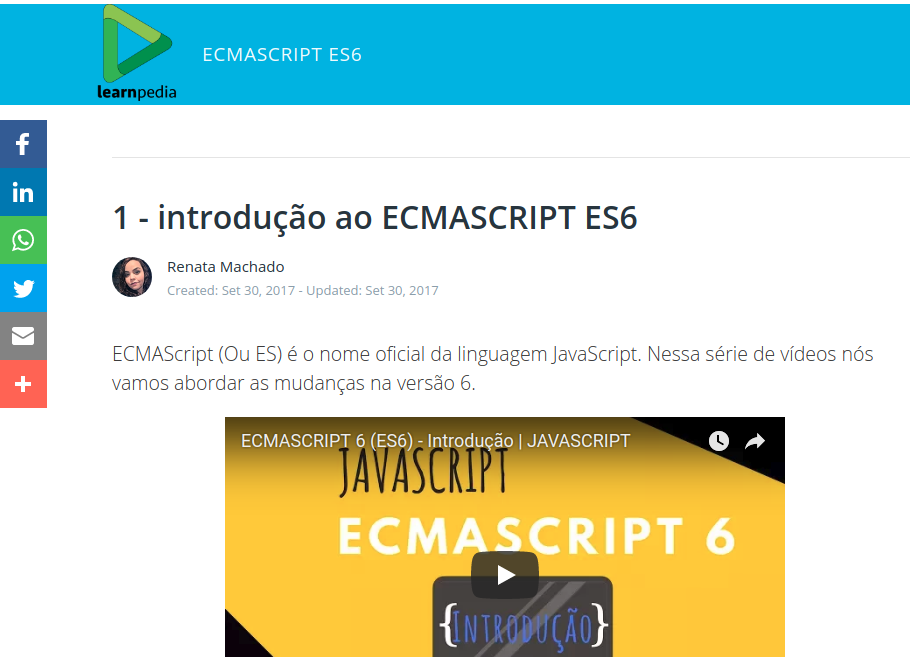 learnpedia
ECMASCRIPT ES6
1 - introdução ao ECMASCRIPT ES6
Renata Machado
Created: Set 30, 2017 - Updated: Set 30, 2017
ECMAScript (Ou ES) é o nome oficial da linguagem JavaScript. Nessa série de vídeos nós
vamos abordar as mudanças na versão 6.
ECMASCRIPT 6 (ES6) - Introdução | JAVASCRIPT
JAVASCRIPT
ECMASCRIPT 6
{INTRODUÇÃO}